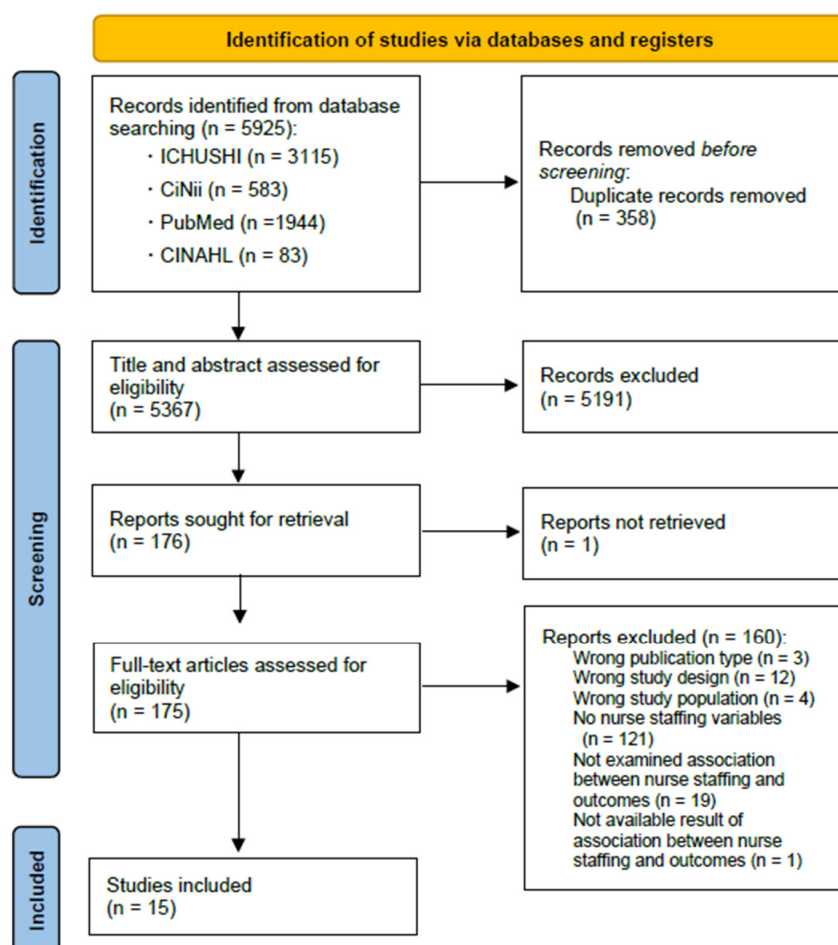 Identification of studies via databases and registers
Identification
Records identified from database
searching (n = 5925):
· ICHUSHI (n = 3115)
· CiNii (n = 583)
· PubMed (n =1944)
· CINAHL (n = 83)
Records removed before
screening:
Duplicate records removed
(n = 358)
Screening
Title and abstract assessed for
eligibility
(n = 5367)
Records excluded
(n = 5191)
Reports sought for retrieval
(n = 176)
Reports not retrieved
(n = 1)
Full-text articles assessed for
eligibility
(n = 175)
Reports excluded (n = 160):
Wrong publication type (n = 3)
Wrong study design (n = 12)
Wrong study population (n = 4)
No nurse staffing variables
(n = 121)
Not examined association
between nurse staffing and
outcomes (n = 19)
Not available result of
association between nurse
staffing and outcomes (n = 1)
Included
Studies included
(n = 15)